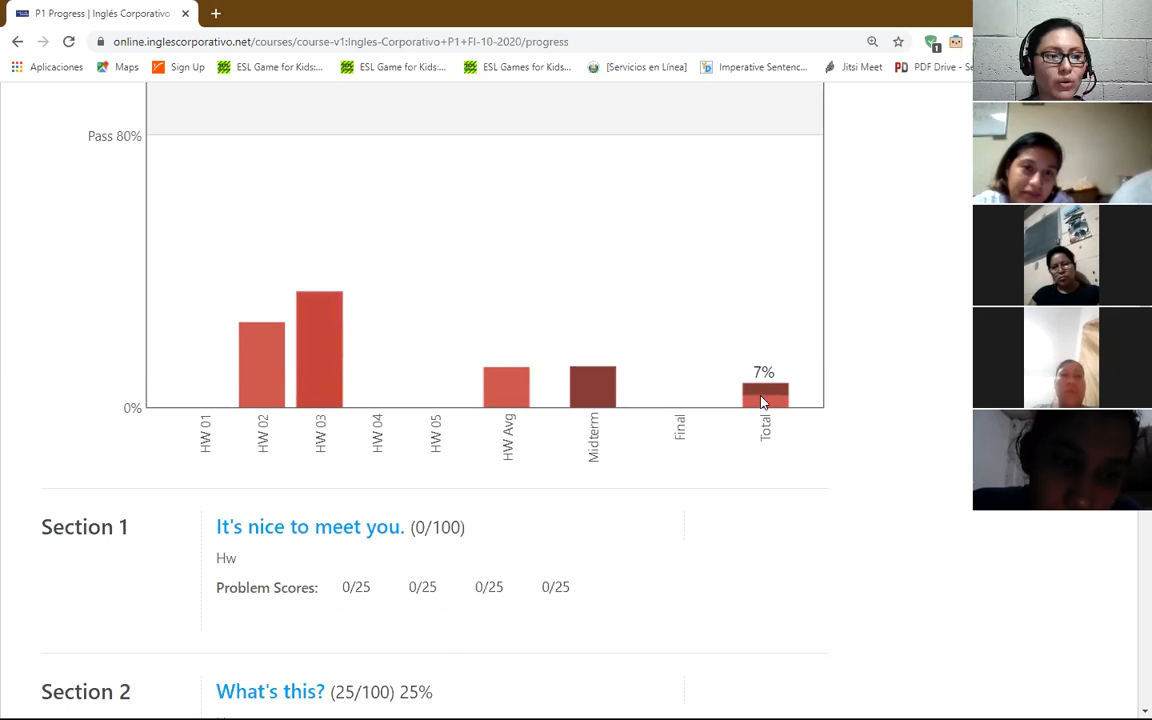 P1 Progress | Inglés Corporativo
online.inglescorporativo.net/courses/course-v1:Ingles-Corporativo+P1+FI-10-2020/progress
1
Aplicaciones Maps Sign Up ESL Game for Kids:... ESL Game for Kids:... ESL Games for Kids:... [Servicios en Línea] Imperative Sentenc... Jitsi Meet PD PDF Drive - Se
Pass 80%
7%
0%
HW 01 HW 02 HW 03 HW 04 HW 05 HW Avg Midterm Final Total
Section 1 It's nice to meet you. (0/100)
Hw
Problem Scores: 0/25 0/25 0/25 0/25
Section 2 What's this? (25/100) 25%